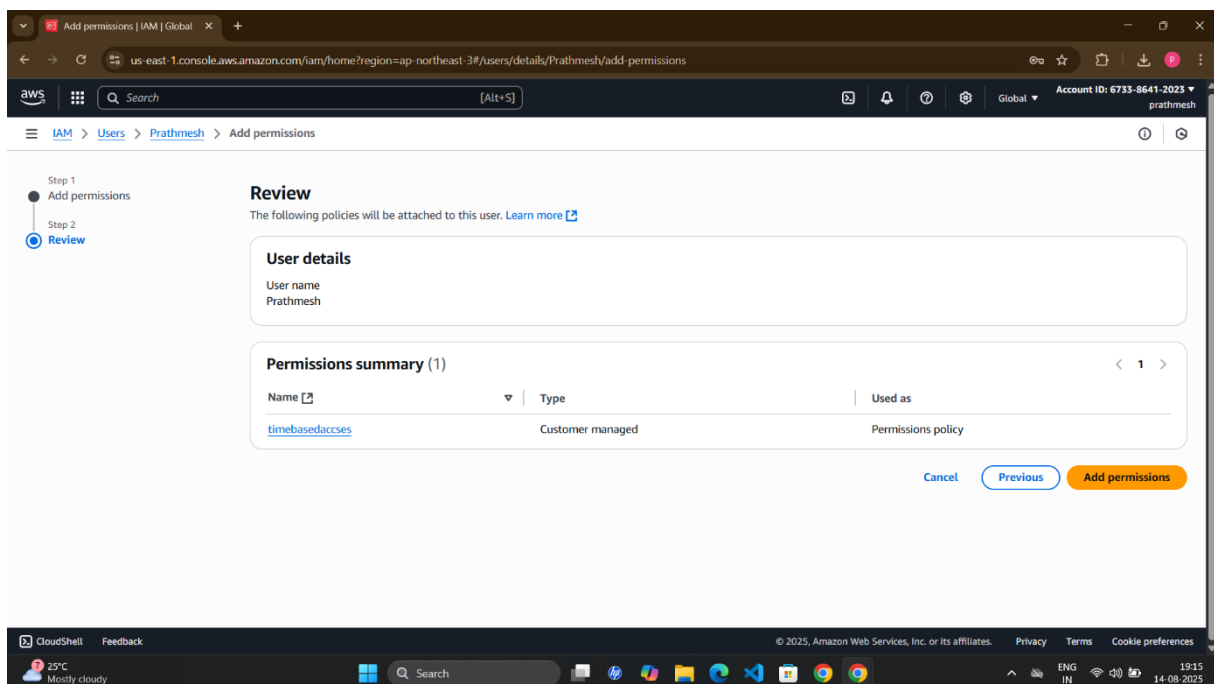 Add permissions | IAM | Global
us-east-1.console.aws.amazon.com/iam/home?region=ap-northeast-3#/users/details/Prathmesh/add-permissions
P
aws
Search [Alt+S]
Global
Account ID: 6733-8641-2023
prathmesh
IAM > Users > Prathmesh > Add permissions
Step 1
Add permissions
Step 2
Review
Review
The following policies will be attached to this user. Learn more
User details
User name
Prathmesh
Permissions summary (1)
1
Name Type Used as
timebasedaccses Customer managed Permissions policy
Cancel Previous Add permissions
CloudShell Feedback © 2025, Amazon Web Services, Inc. or its affiliates. Privacy Terms Cookie preferences
7
25°C
Mostly cloudy
Search
hp
ENG
IN
19:15
14-08-2025